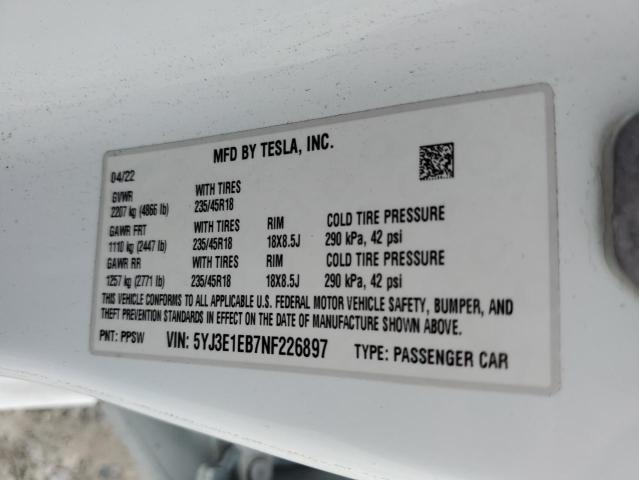 MFD BY TESLA, INC.
04/22
GVWR WITH TIRES
2207 kg (4866 lb) 235/45R18
GAWR FRT WITH TIRES RIM COLD TIRE PRESSURE
1110 kg (2447 lb) 235/45R18 18X8.5J 290 kPa, 42 psi
GAWR RR WITH TIRES RIM COLD TIRE PRESSURE
1257 kg (2771 lb) 235/45R18 18X8.5J 290 kPa, 42 psi
THIS VEHICLE CONFORMS TO ALL APPLICABLE U.S. FEDERAL MOTOR VEHICLE SAFETY, BUMPER, AND
THEFT PREVENTION STANDARDS IN EFFECT ON THE DATE OF MANUFACTURE SHOWN ABOVE.
PNT: PPSW VIN: 5YJ3E1EB7NF226897 TYPE: PASSENGER CAR